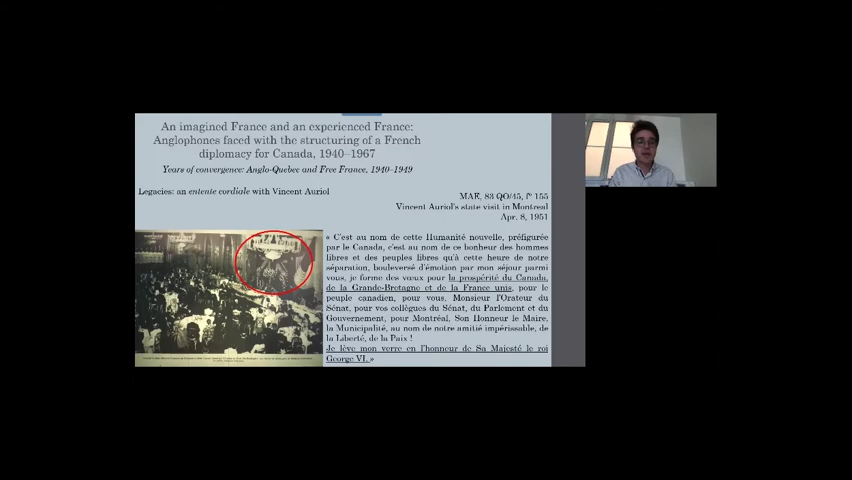 An imagined France and an experienced France:
Anglophones faced with the structuring of a French
diplomacy for Canada, 1940–1967
Years of convergence: Anglo-Quebec and Free France, 1940-1949
Legacies: an entente cordiale with Vincent Auriol
MAE, 83 QO/45, f° 155
Vincent Auriol's state visit in Montreal
Apr. 8, 1951
« C'est au nom de cette Humanité nouvelle, préfigurée
par le Canada, c'est au nom de ce bonheur des hommes
libres et des peuples libres qu'à cette heure de notre
séparation, bouleversé d'émotion par mon séjour parmi
vous, je forme des vœux pour la prospérité du Canada,
de la Grande-Bretagne et de la France unis, pour le
peuple canadien, pour vous, Monsieur l'Orateur du
Sénat, pour vos collègues du Sénat, du Parlement et du
Gouvernement, pour Montréal, Son Honneur le Maire,
la Municipalité, au nom de notre amitié impérissable, de
la Liberté, de la Paix !
Je lève mon verre en l'honneur de Sa Majesté le roi
George VI. »